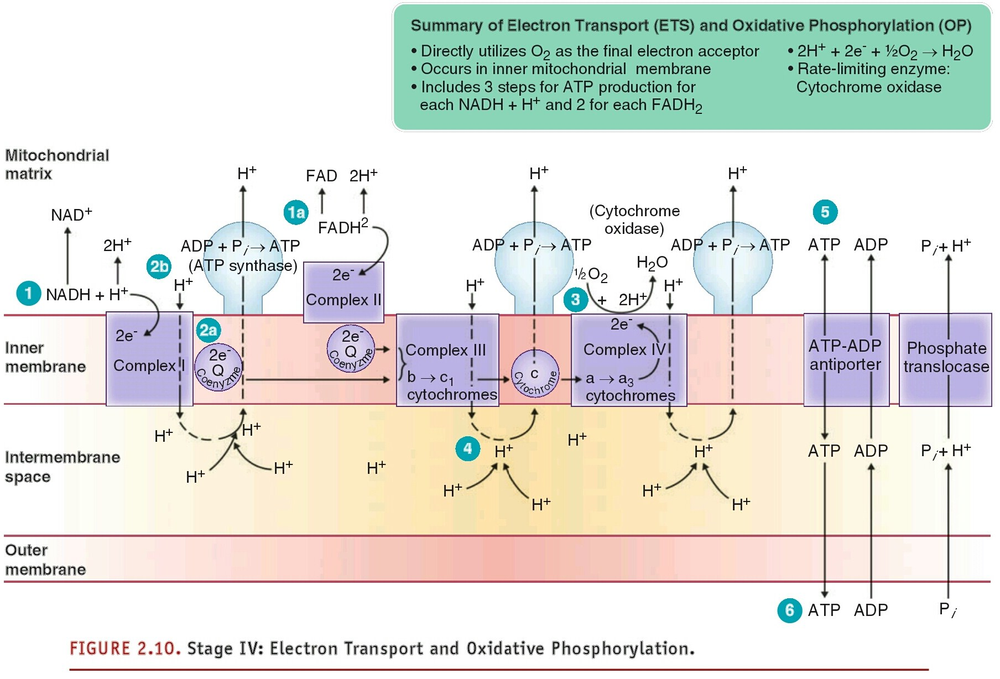 Summary of Electron Transport (ETS) and Oxidative Phosphorylation (OP)
• Directly utilizes O₂ as the final electron acceptor
• Occurs in inner mitochondrial membrane
• Includes 3 steps for ATP production for
each NADH + H⁺ and 2 for each FADH₂
• 2H⁺ + 2e⁻ + ½O₂ → H₂O
• Rate-limiting enzyme:
Cytochrome oxidase
Mitochondrial
matrix
NAD⁺
2H⁺
1
NADH + H⁺
2b
H⁺
H⁺
ADP + Pᵢ → ATP
(ATP synthase)
1a
FAD
2H⁺
FADH²
2e⁻
Complex II
H⁺
ADP + Pᵢ → ATP
H⁺
(Cytochrome
oxidase)
½O₂
H₂O
3
+ 2H⁺
H⁺
H⁺
ADP + Pᵢ → ATP
5
ATP
ADP
Pᵢ + H⁺
Inner
membrane
2e⁻
Complex I
2a
2e⁻
Q
Coenyzme
2e⁻
Q
Coenyzme
Complex III
b → c₁
cytochromes
c
Cytochrome
2e⁻
Complex IV
a → a₃
cytochromes
ATP-ADP
antiporter
Phosphate
translocase
Intermembrane
space
H⁺
H⁺
H⁺
H⁺
H⁺
4
H⁺
H⁺
H⁺
H⁺
H⁺
H⁺
H⁺
ATP
ADP
Pᵢ + H⁺
Outer
membrane
6
ATP
ADP
Pᵢ
FIGURE 2.10. Stage IV: Electron Transport and Oxidative Phosphorylation.